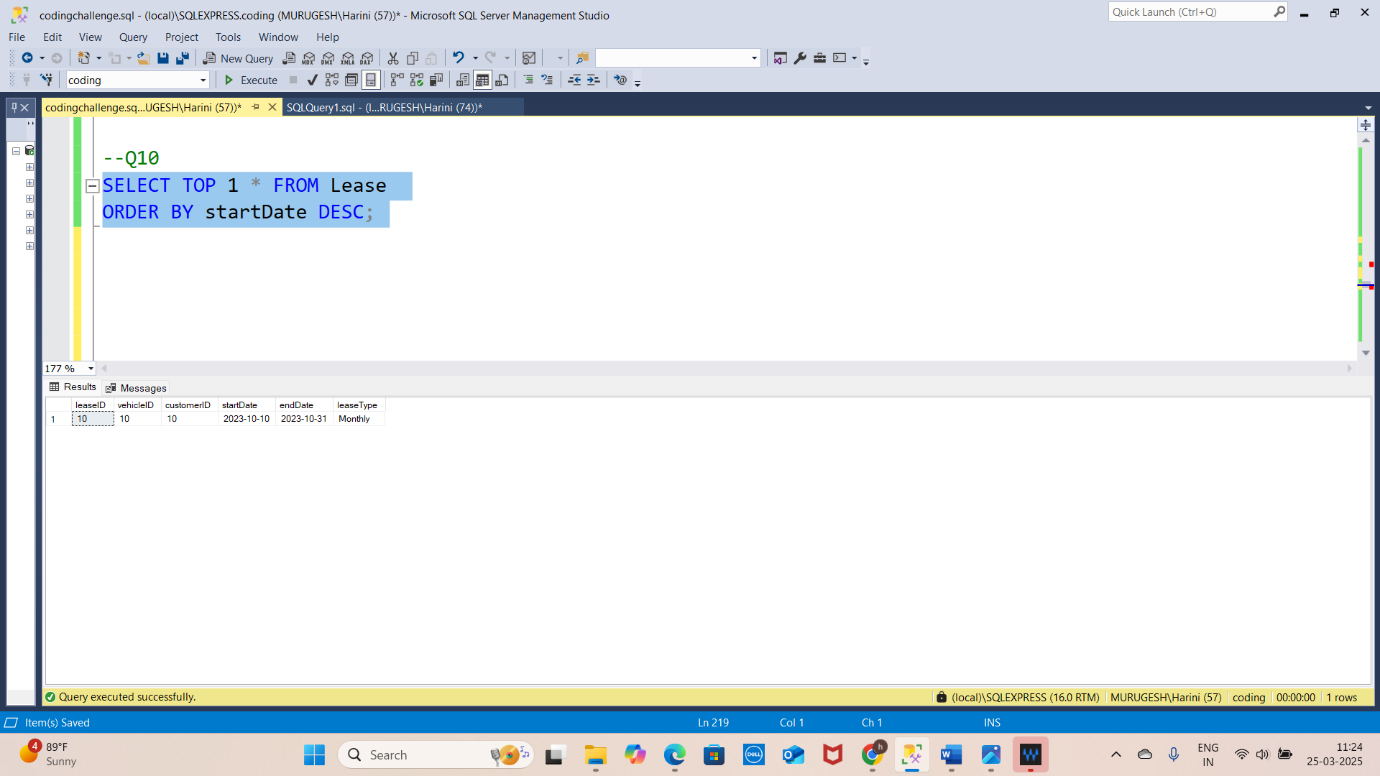 codingchallenge.sql - (local)\SQLEXPRESS.coding (MURUGESH\Harini (57))* - Microsoft SQL Server Management Studio
Quick Launch (Ctrl+Q)
File Edit View Query Project Tools Window Help
New Query
coding
Execute
codingchallenge.sq...UGESH\Harini (57))*
SQLQuery1.sql - (l...RUGESH\Harini (74))*
--Q10
SELECT TOP 1 * FROM Lease
ORDER BY startDate DESC;
177 %
Results Messages
leaseID vehicleID customerID startDate endDate leaseType
1 10 10 10 2023-10-10 2023-10-31 Monthly
Query executed successfully.
(local)\SQLEXPRESS (16.0 RTM) MURUGESH\Harini (57) coding 00:00:00 1 rows
Item(s) Saved
Ln 219 Col 1 Ch 1 INS
4
89°F
Sunny
Search
DELL
h
ENG
IN
11:24
25-03-2025